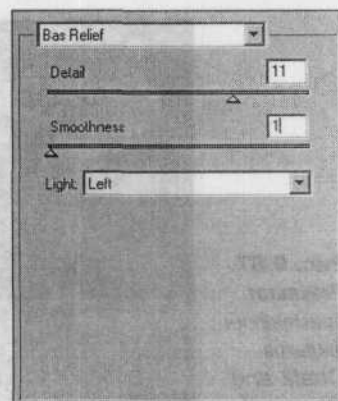 Bas Relief
Detail 11
Smoothness 1
Light: Left